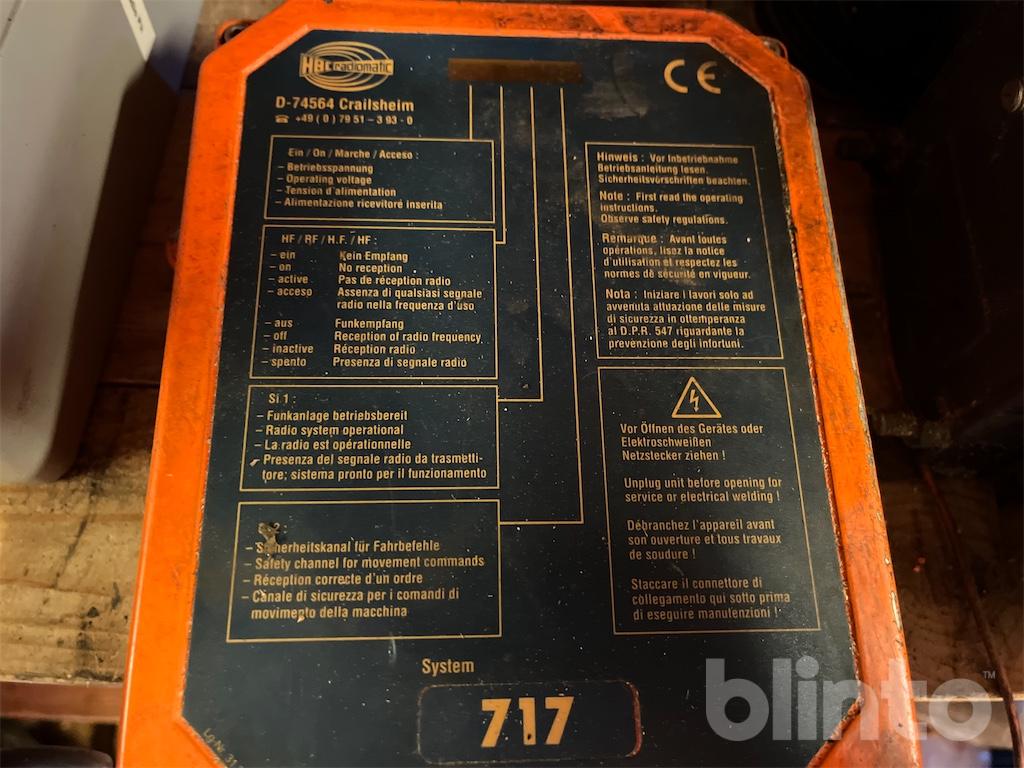 HBC radiomatic
CE
D-74564 Crailsheim
☎ +49 ( 0 ) 79 51 – 3 93 - 0
Ein / On / Marche / Acceso :
– Betriebsspannung
– Operating voltage
– Tension d'alimentation
– Alimentazione ricevitore inserita
HF / RF / H.F. / HF :
– ein Kein Empfang
– on No reception
– active Pas de réception radio
– acceso Assenza di qualsiasi segnale
radio nella frequenza d'uso
– aus Funkempfang
– off Reception of radio frequency
– inactive Réception radio
– spento Presenza di segnale radio
Si 1 :
– Funkanlage betriebsbereit
– Radio system operational
– La radio est opérationnelle
– Presenza del segnale radio da trasmetti-
tore; sistema pronto per il funzionamento
– Sicherheitskanal für Fahrbefehle
– Safety channel for movement commands
– Réception correcte d'un ordre
– Canale di sicurezza per i comandi di
movimento della macchina
Hinweis : Vor Inbetriebnahme
Betriebsanleitung lesen.
Sicherheitsvorschriften beachten.
Note : First read the operating
instructions.
Observe safety regulations.
Remarque : Avant toutes
opérations, lisez la notice
d'utilisation et respectez les
normes de sécurité en vigueur.
Nota : Iniziare i lavori solo ad
avvenuta attuazione delle misure
di sicurezza in ottemperanza
al D.P.R. 547 riguardante la
prevenzione degli infortuni.
Vor Öffnen des Gerätes oder
Elektroschweißen
Netzstecker ziehen !
Unplug unit before opening for
service or electrical welding !
Débranchez l'appareil avant
son ouverture et tous travaux
de soudure !
Staccare il connettore di
collegamento qui sotto prima
di eseguire manutenzioni !
System
717
blinto™